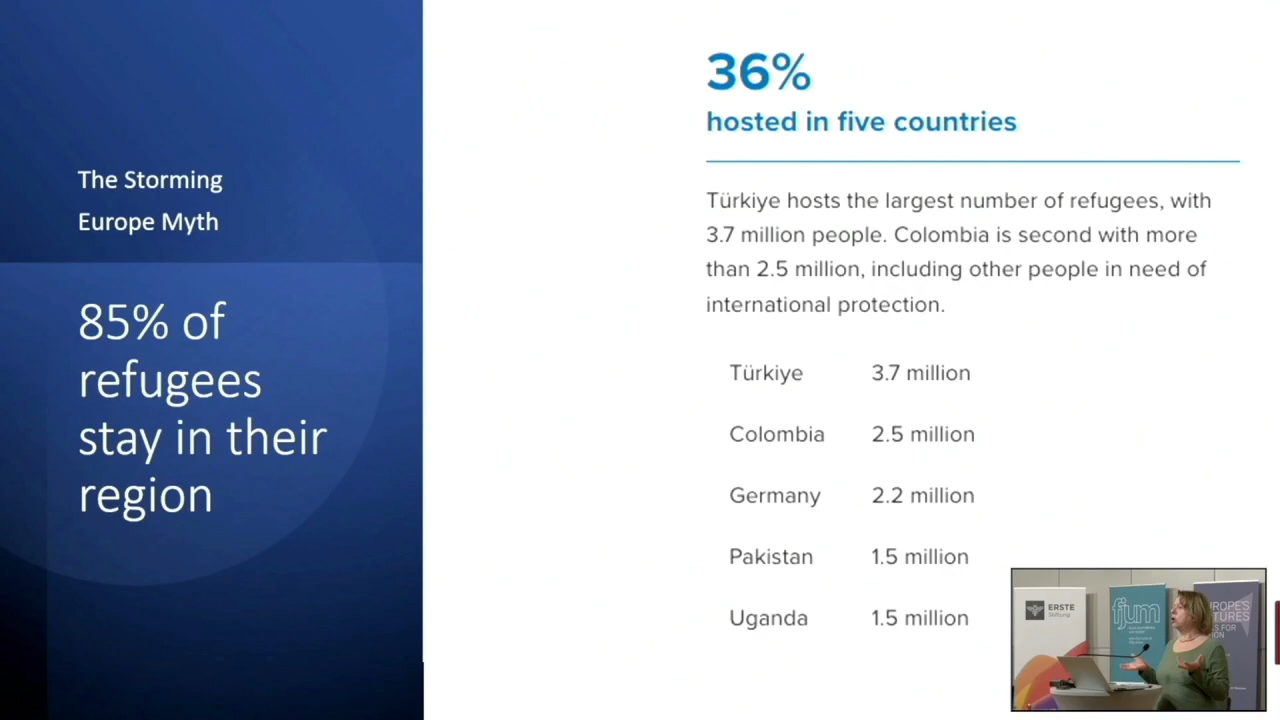 The Storming
Europe Myth
85% of
refugees
stay in their
region
36%
hosted in five countries
Türkiye hosts the largest number of refugees, with
3.7 million people. Colombia is second with more
than 2.5 million, including other people in need of
international protection.
Türkiye 3.7 million
Colombia 2.5 million
Germany 2.2 million
Pakistan 1.5 million
Uganda 1.5 million
ERSTE
Stiftung
fjum